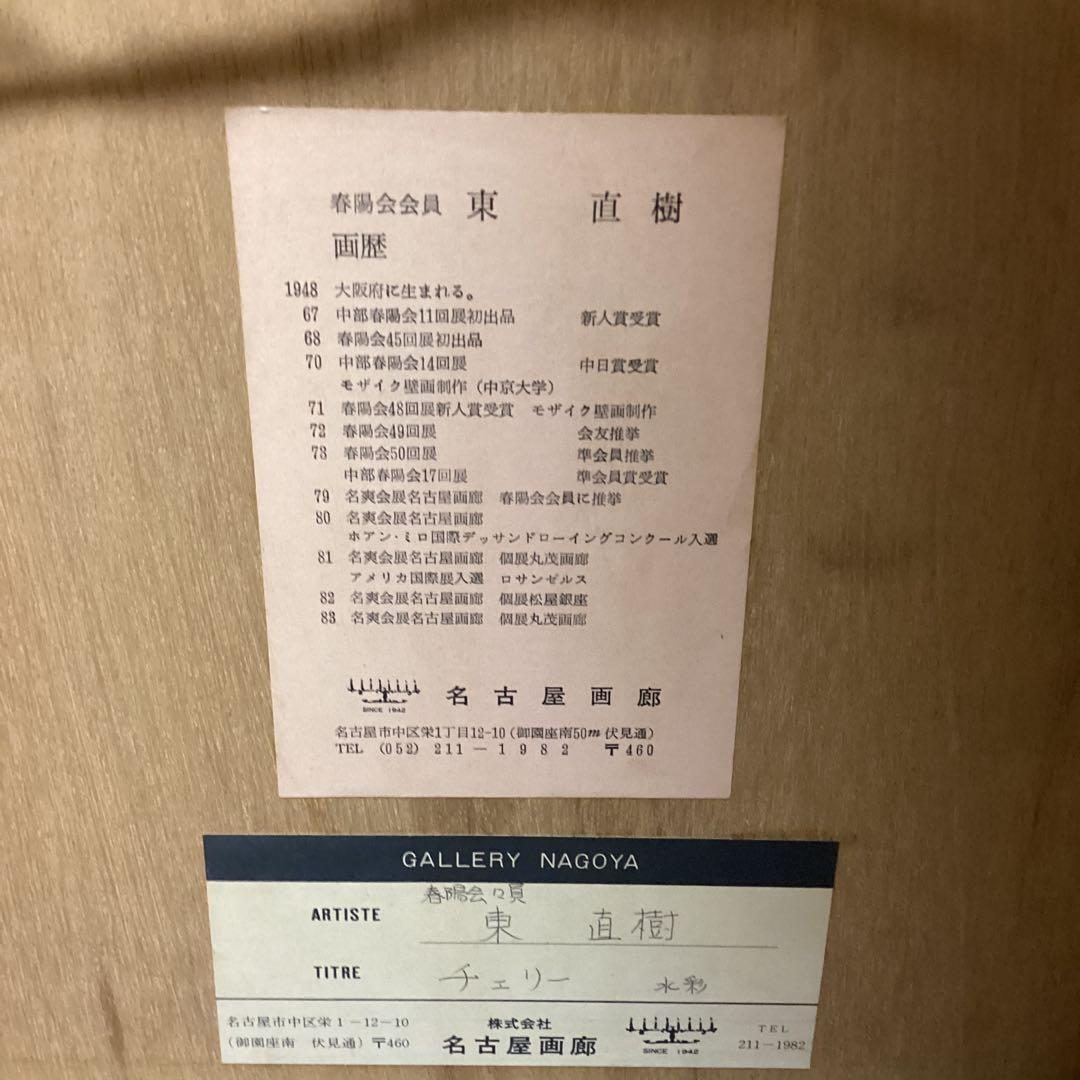 春陽会会員 東 直樹
画歴
1948 大阪府に生まれる。
67 中部春陽会11回展初出品 新人賞受賞
68 春陽会45回展初出品
70 中部春陽会14回展 中日賞受賞
モザイク壁画制作（中京大学）
71 春陽会48回展新人賞受賞 モザイク壁画制作
72 春陽会49回展 会友推挙
73 春陽会50回展 準会員推挙
中部春陽会17回展 準会員賞受賞
79 名爽会展名古屋画廊 春陽会会員に推挙
80 名爽会展名古屋画廊
ホアン・ミロ国際デッサンドローイングコンクール入選
81 名爽会展名古屋画廊 個展丸茂画廊
アメリカ国際展入選 ロサンゼルス
82 名爽会展名古屋画廊 個展松屋銀座
83 名爽会展名古屋画廊 個展丸茂画廊
SINCE 1942 名古屋画廊
名古屋市中区栄1丁目12-10（御園座南50m伏見通）
TEL (052) 211-1982 〒460
GALLERY NAGOYA
春陽会々員
ARTISTE 東 直樹
TITRE チェリー 水彩
名古屋市中区栄1-12-10
（御園座南 伏見通）〒460
株式会社
名古屋画廊
SINCE 1942
TEL
211-1982